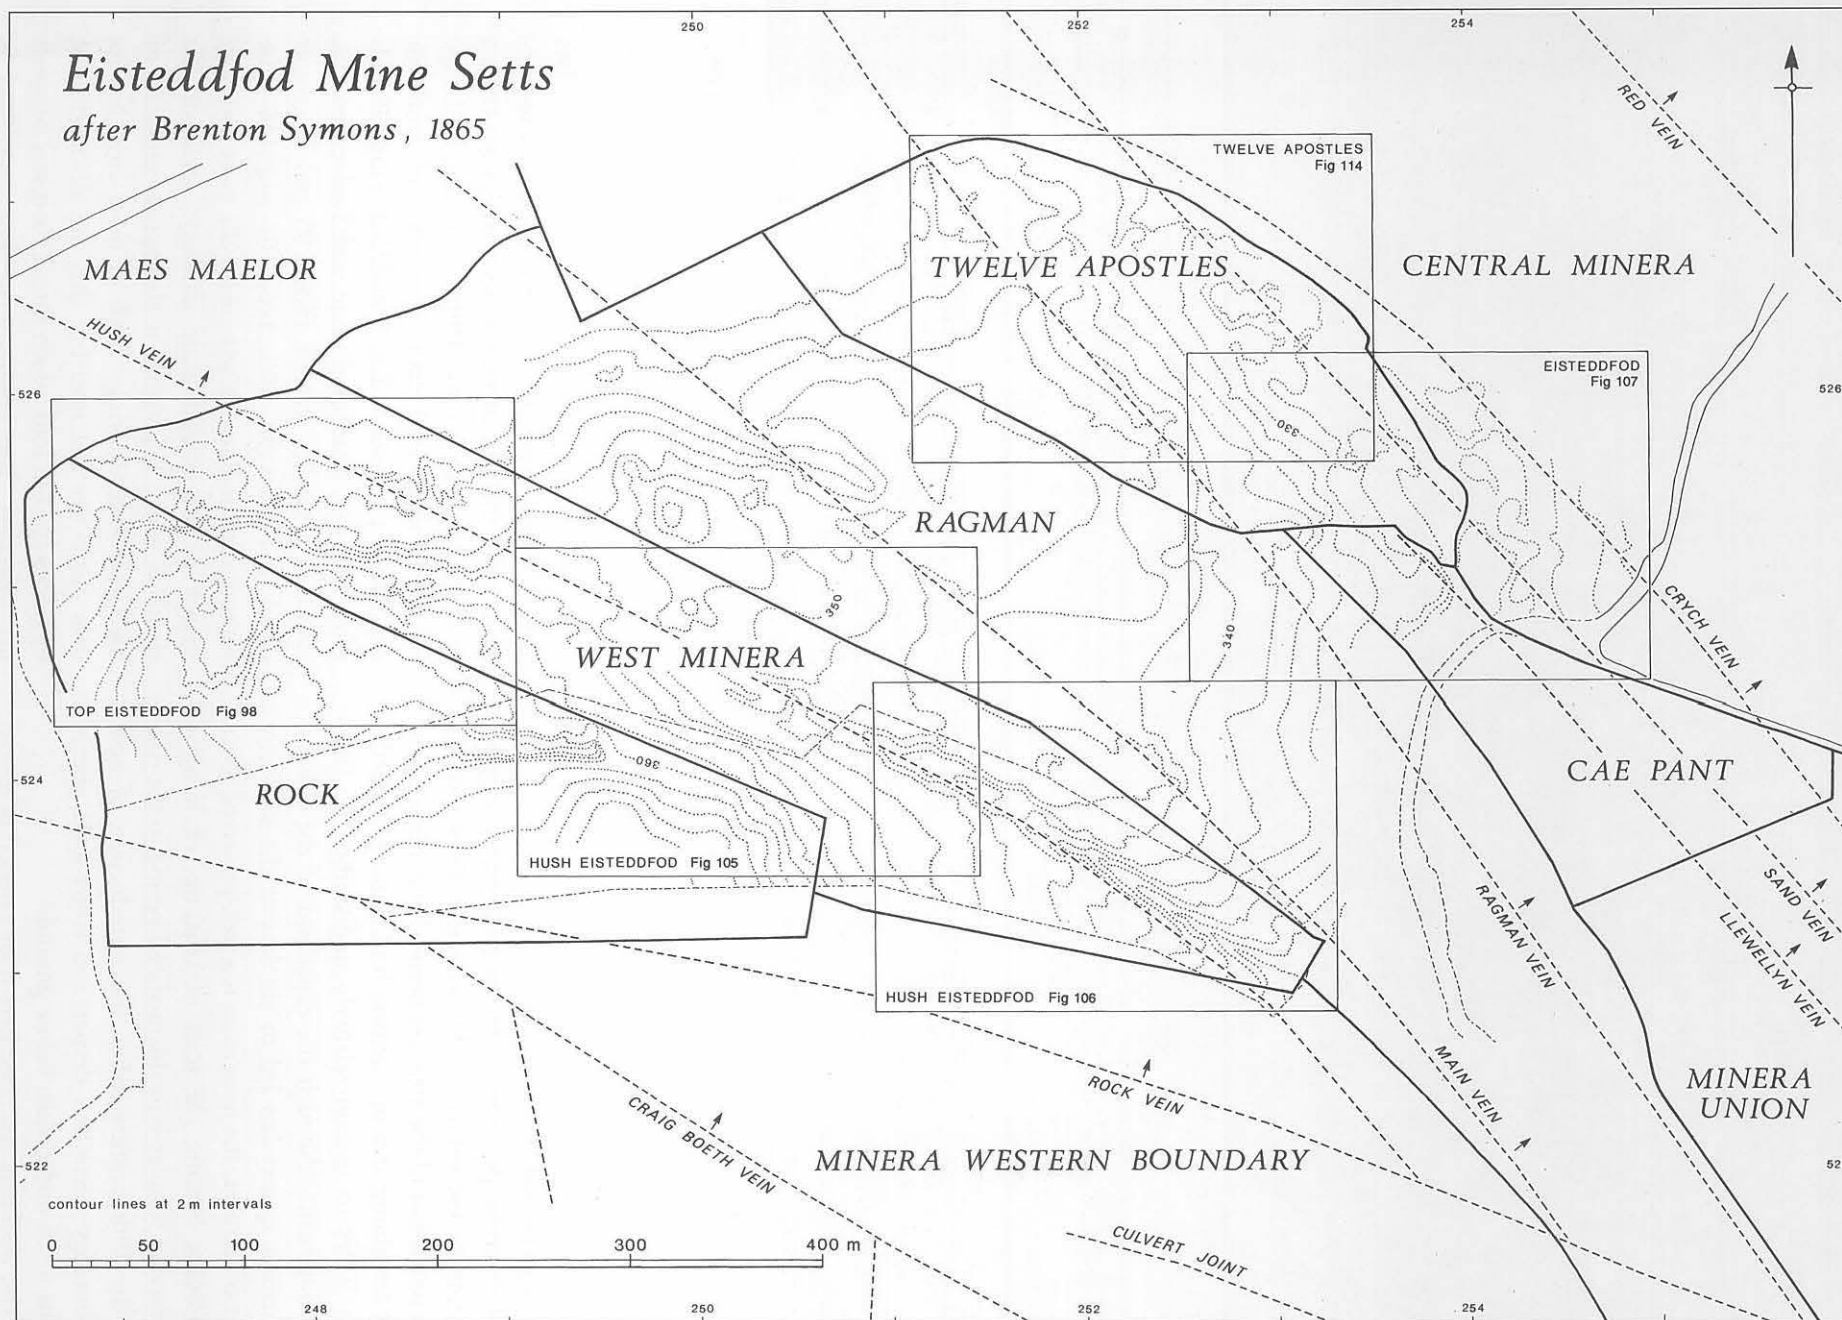 250
252
254
Eisteddfod Mine Setts
after Brenton Symons, 1865
RED VEIN
TWELVE APOSTLES
Fig 114
MAES MAELOR
TWELVE APOSTLES
CENTRAL MINERA
HUSH VEIN
EISTEDDFOD
Fig 107
526
526
330
RAGMAN
350
340
CRYCH VEIN
WEST MINERA
TOP EISTEDDFOD Fig 98
360
524
ROCK
CAE PANT
HUSH EISTEDDFOD Fig 105
SAND VEIN
RAGMAN VEIN
LLEWELLYN VEIN
HUSH EISTEDDFOD Fig 106
MAIN VEIN
ROCK VEIN
MINERA
UNION
CRAIG BOETH VEIN
MINERA WESTERN BOUNDARY
522
52
contour lines at 2 m intervals
CULVERT JOINT
0 50 100 200 300 400 m
248
250
252
254